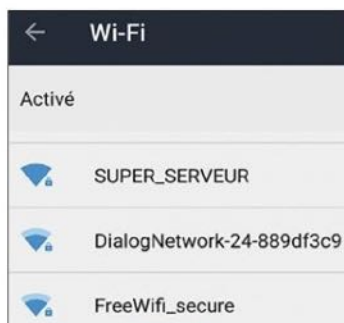 Wi-Fi
Activé
SUPER_SERVEUR
DialogNetwork-24-889df3c9
FreeWifi_secure